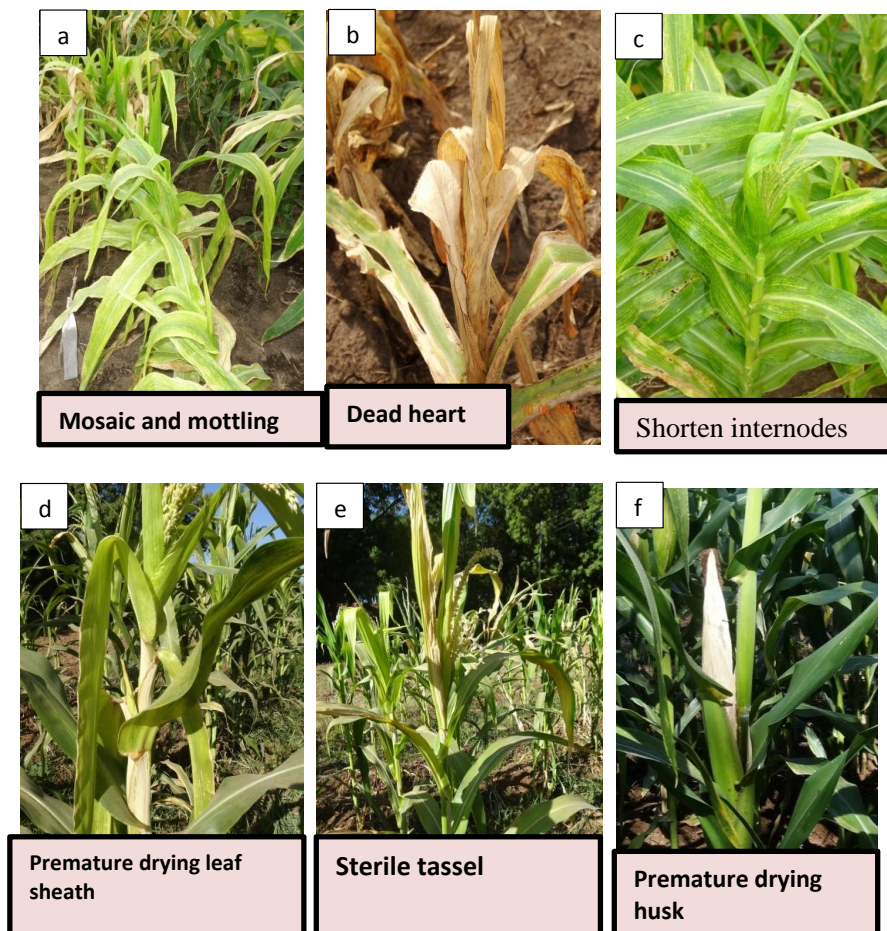 a
b
c
Mosaic and mottling
Dead heart
Shorten internodes
d
e
f
Premature drying leaf
sheath
Sterile tassel
Premature drying
husk